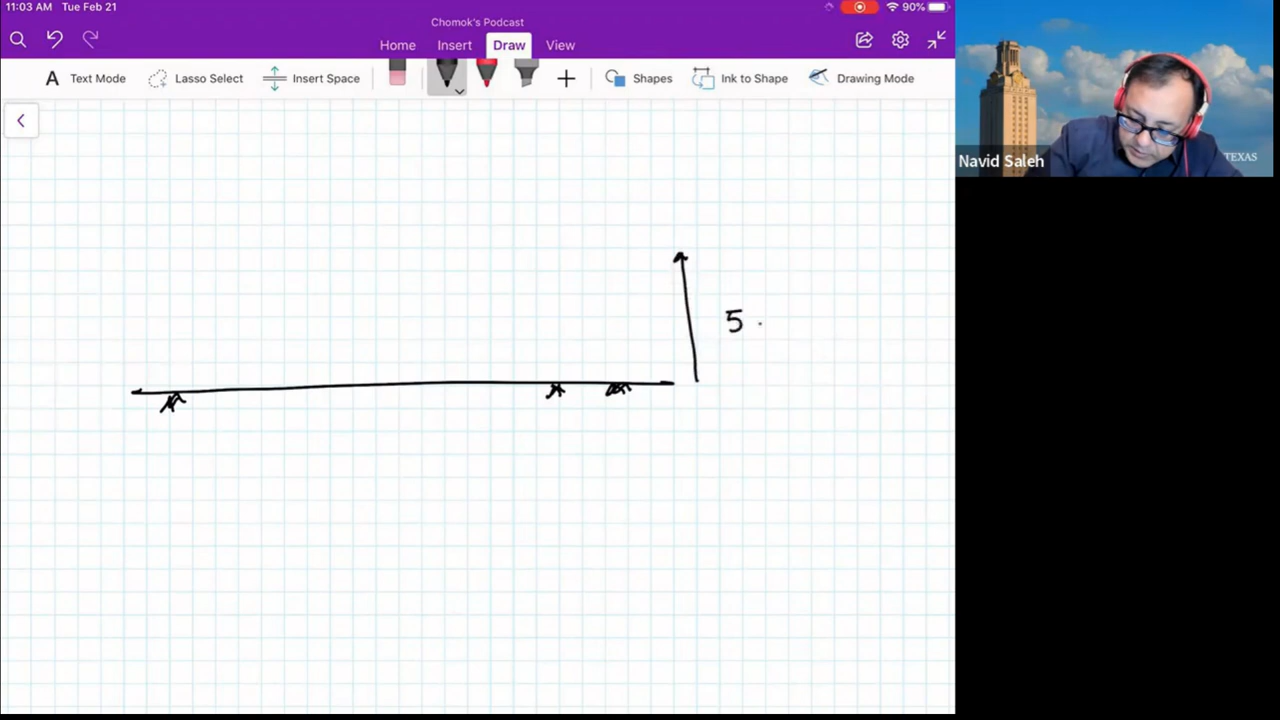 11:03 AM Tue Feb 21
90%
Chomok's Podcast
Home Insert Draw View
A Text Mode Lasso Select Insert Space Shapes Ink to Shape Drawing Mode
Navid Saleh
TEXAS
5 .